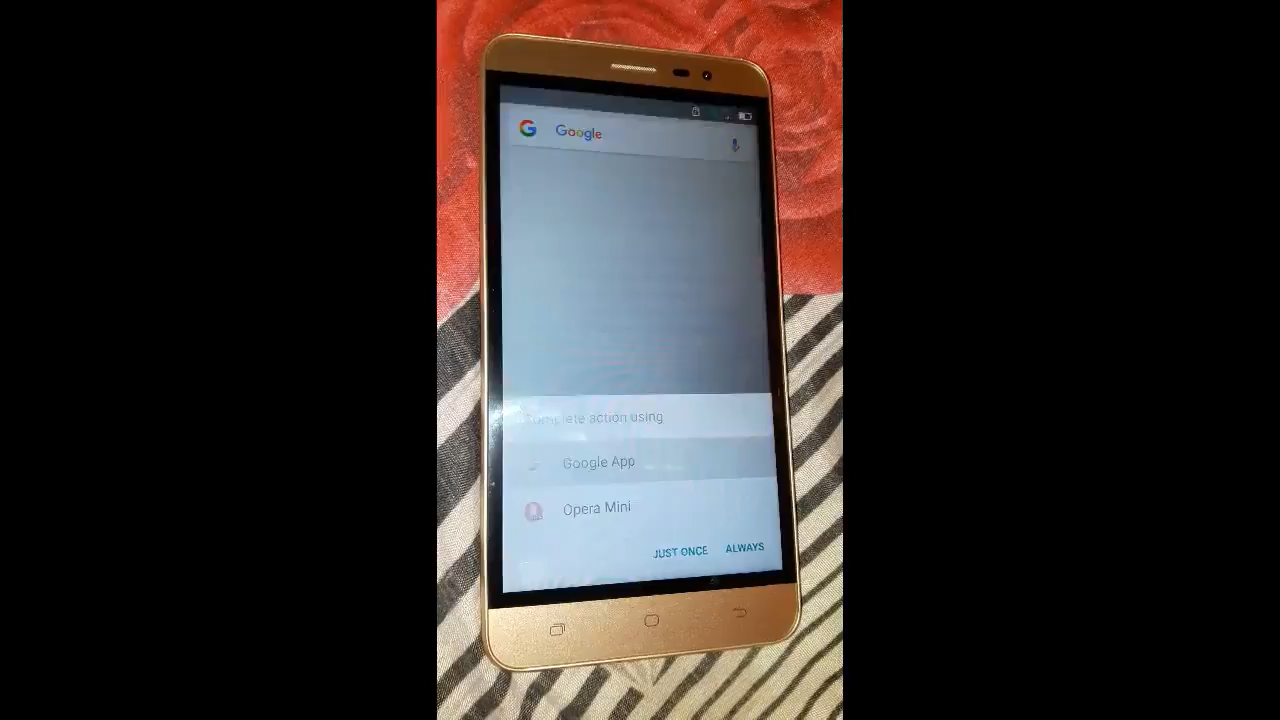 G Google
Complete action using
Google App
Opera Mini
JUST ONCE ALWAYS